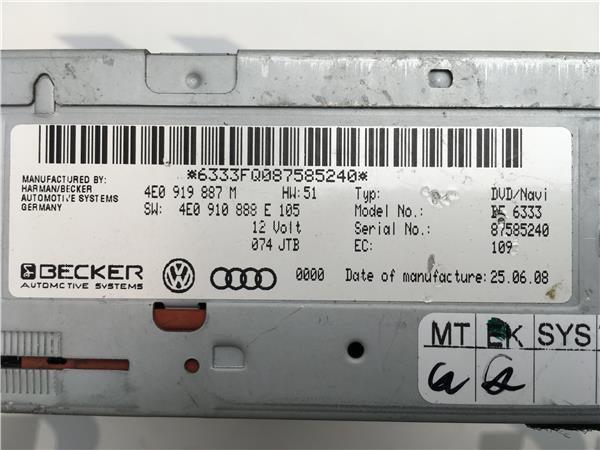 *6333FQ087585240*
MANUFACTURED BY:
HARMAN/BECKER
AUTOMOTIVE SYSTEMS
GERMANY
4E0 919 887 M HW:51 Typ: DVD/Navi
SW: 4E0 910 888 E 105 Model No.: BE 6333
12 Volt Serial No.: 87585240
074 JTB EC: 109
BECKER
AUTOMOTIVE SYSTEMS
0000 Date of manufacture: 25.06.08
MT EK SYS